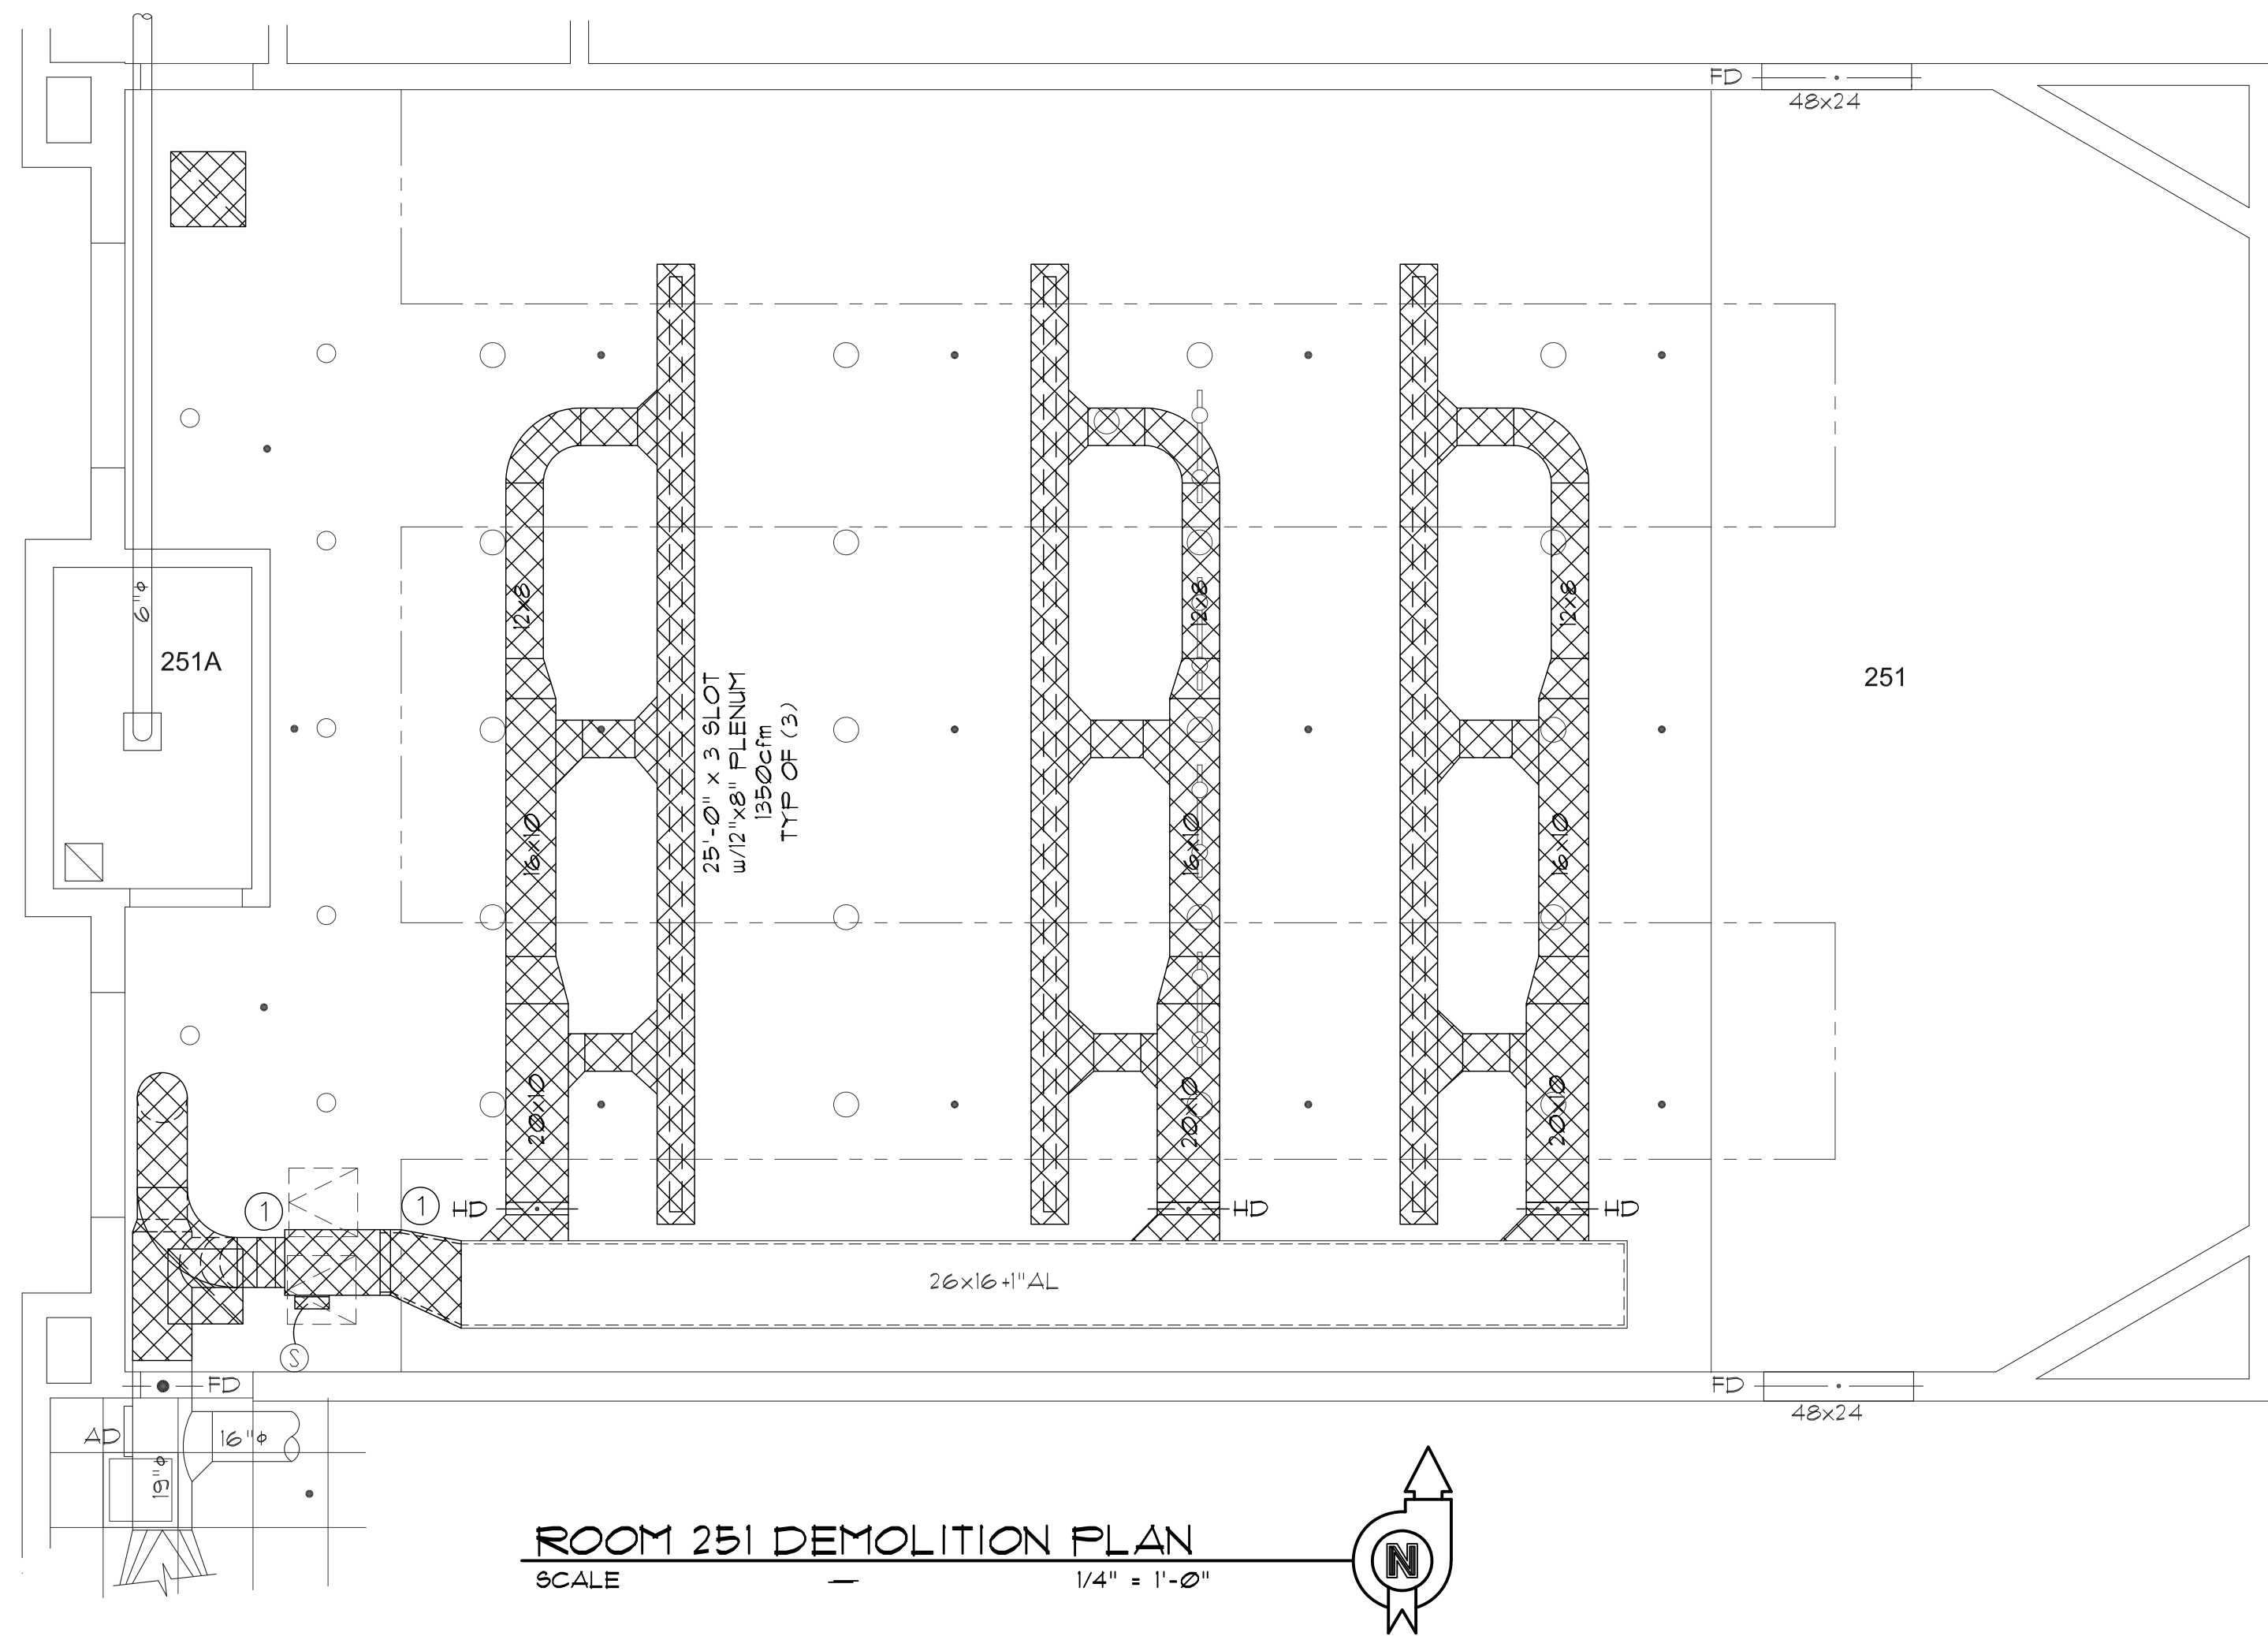 FD
48x24
6"ϕ
251A
251
12x8
12x8
12x8
25'-0" x 3 SLOT
w/12"x8" PLENUM
1350cfm
TYP OF (3)
16x10
16x10
16x10
20x10
20x10
20x10
1
1
HD
HD
HD
26x16+1"AL
S
FD
FD
48x24
AD
16"ϕ
19"ϕ
ROOM 251 DEMOLITION PLAN
SCALE — 1/4" = 1'-0"
N